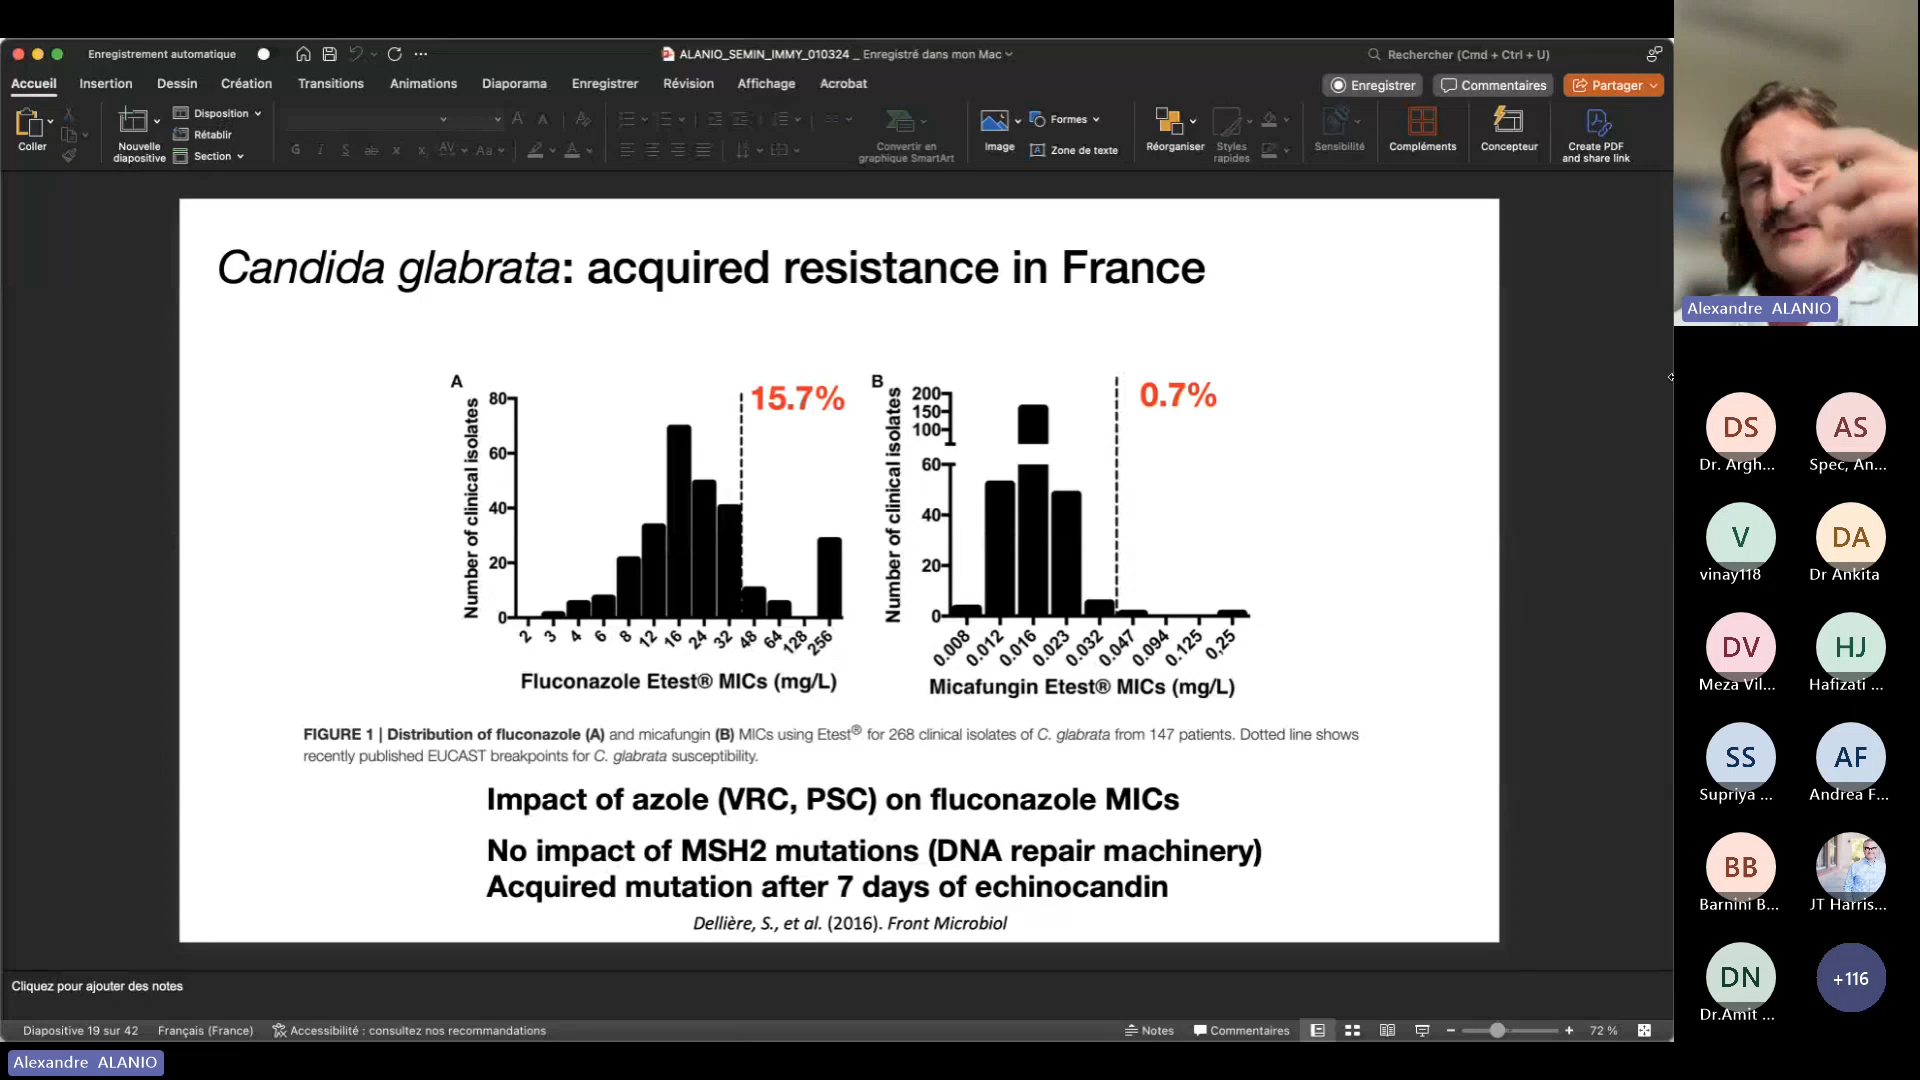 Enregistrement automatique
ALANIO_SEMIN_IMMY_010324 _ Enregistré dans mon Mac
Rechercher (Cmd + Ctrl + U)
Accueil Insertion Dessin Création Transitions Animations Diaporama Enregistrer Révision Affichage Acrobat
Enregistrer Commentaires Partager
Coller
Nouvelle diapositive
Disposition
Rétablir
Section
Convertir en graphique SmartArt
Image
Formes
Zone de texte
Réorganiser
Styles rapides
Sensibilité
Compléments
Concepteur
Create PDF and share link
Candida glabrata: acquired resistance in France
A
15.7%
Number of clinical isolates
80
60
40
20
0
2 3 4 6 8 12 16 24 32 48 64 128 256
Fluconazole Etest® MICs (mg/L)
B
0.7%
Number of clinical isolates
200
150
100
60
40
20
0
0.008 0.012 0.016 0.023 0.032 0.047 0.094 0.125 0,25
Micafungin Etest® MICs (mg/L)
FIGURE 1 | Distribution of fluconazole (A) and micafungin (B) MICs using Etest® for 268 clinical isolates of C. glabrata from 147 patients. Dotted line shows
recently published EUCAST breakpoints for C. glabrata susceptibility.
Impact of azole (VRC, PSC) on fluconazole MICs
No impact of MSH2 mutations (DNA repair machinery)
Acquired mutation after 7 days of echinocandin
Dellière, S., et al. (2016). Front Microbiol
Cliquez pour ajouter des notes
Diapositive 19 sur 42 Français (France) Accessibilité : consultez nos recommandations
Notes Commentaires 72 %
Alexandre ALANIO
Alexandre ALANIO
DS
Dr. Argh...
AS
Spec, An...
V
vinay118
DA
Dr Ankita
DV
Meza Vil...
HJ
Hafizati ...
SS
Supriya ...
AF
Andrea F...
BB
Barnini B...
JT Harris...
DN
Dr.Amit ...
+116